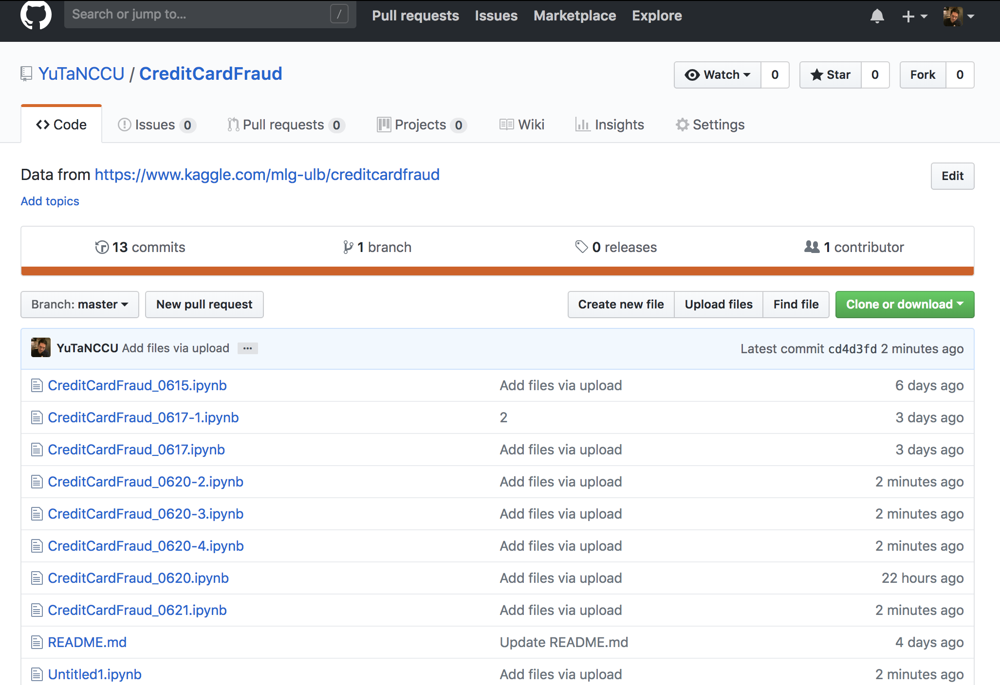 Search or jump to... /
Pull requests Issues Marketplace Explore
YuTaNCCU / CreditCardFraud
Watch 0 Star 0 Fork 0
Code Issues 0 Pull requests 0 Projects 0 Wiki Insights Settings
Data from https://www.kaggle.com/mlg-ulb/creditcardfraud
Edit
Add topics
13 commits 1 branch 0 releases 1 contributor
Branch: master New pull request Create new file Upload files Find file Clone or download
YuTaNCCU Add files via upload ... Latest commit cd4d3fd 2 minutes ago
CreditCardFraud_0615.ipynb Add files via upload 6 days ago
CreditCardFraud_0617-1.ipynb 2 3 days ago
CreditCardFraud_0617.ipynb Add files via upload 3 days ago
CreditCardFraud_0620-2.ipynb Add files via upload 2 minutes ago
CreditCardFraud_0620-3.ipynb Add files via upload 2 minutes ago
CreditCardFraud_0620-4.ipynb Add files via upload 2 minutes ago
CreditCardFraud_0620.ipynb Add files via upload 22 hours ago
CreditCardFraud_0621.ipynb Add files via upload 2 minutes ago
README.md Update README.md 4 days ago
Untitled1.ipynb Add files via upload 2 minutes ago